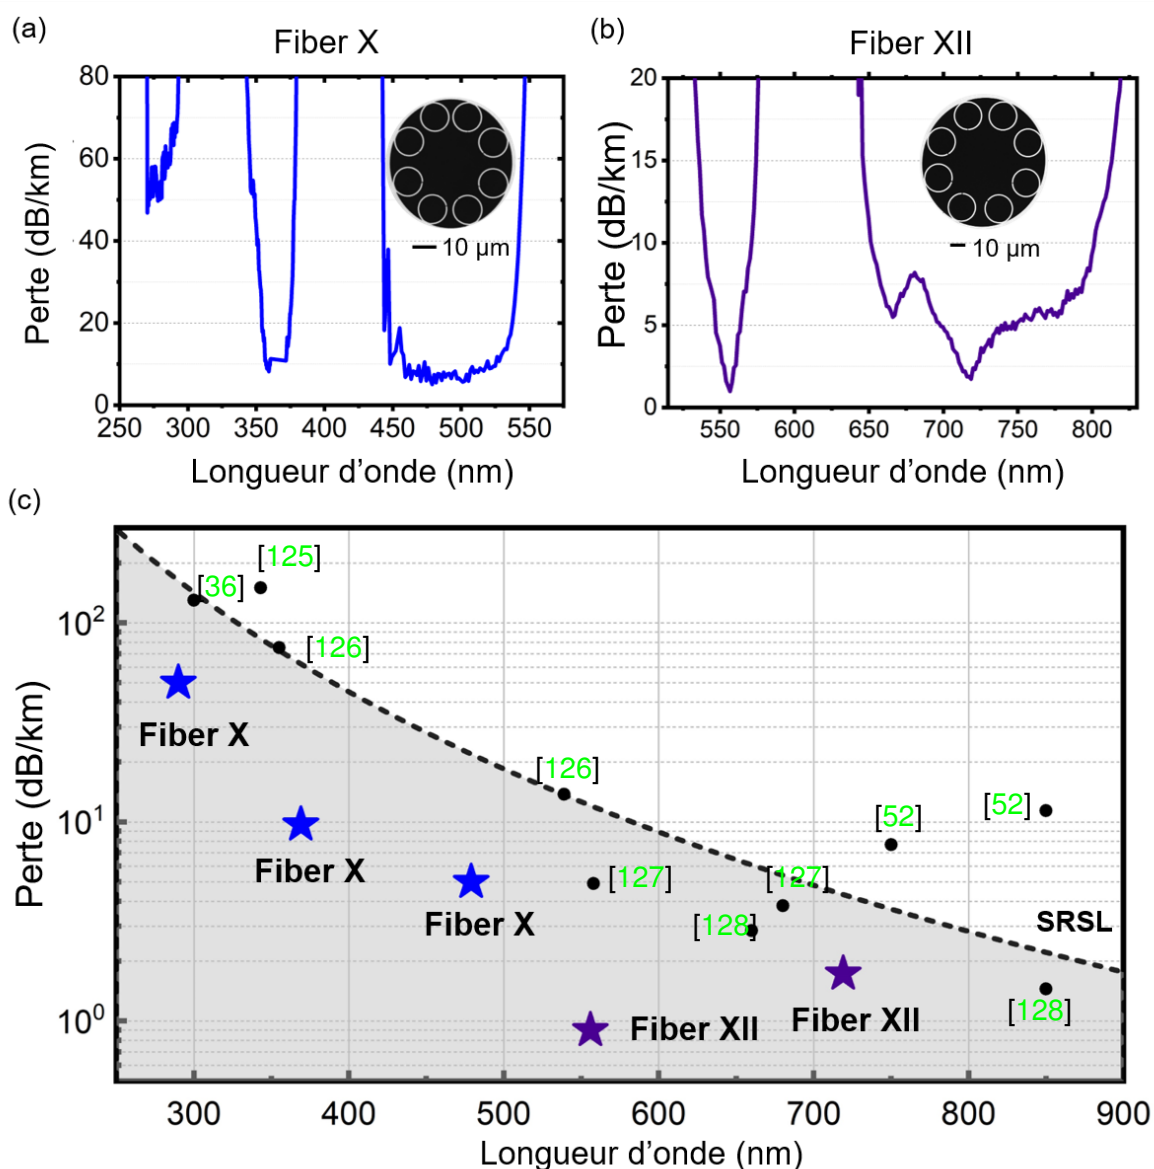 (a)
Fiber X
80
60
40
20
0
Perte (dB/km)
10 µm
250 300 350 400 450 500 550
Longueur d’onde (nm)
(b)
Fiber XII
20
15
10
5
0
Perte (dB/km)
10 µm
550 600 650 700 750 800
Longueur d’onde (nm)
(c)
[125]
[36]
[126]
10²
Fiber X
[126]
[52]
[52]
10¹
Fiber X
[127]
[127]
Fiber X
[128]
SRSL
[128]
Fiber XII
Fiber XII
10⁰
Perte (dB/km)
300 400 500 600 700 800 900
Longueur d’onde (nm)